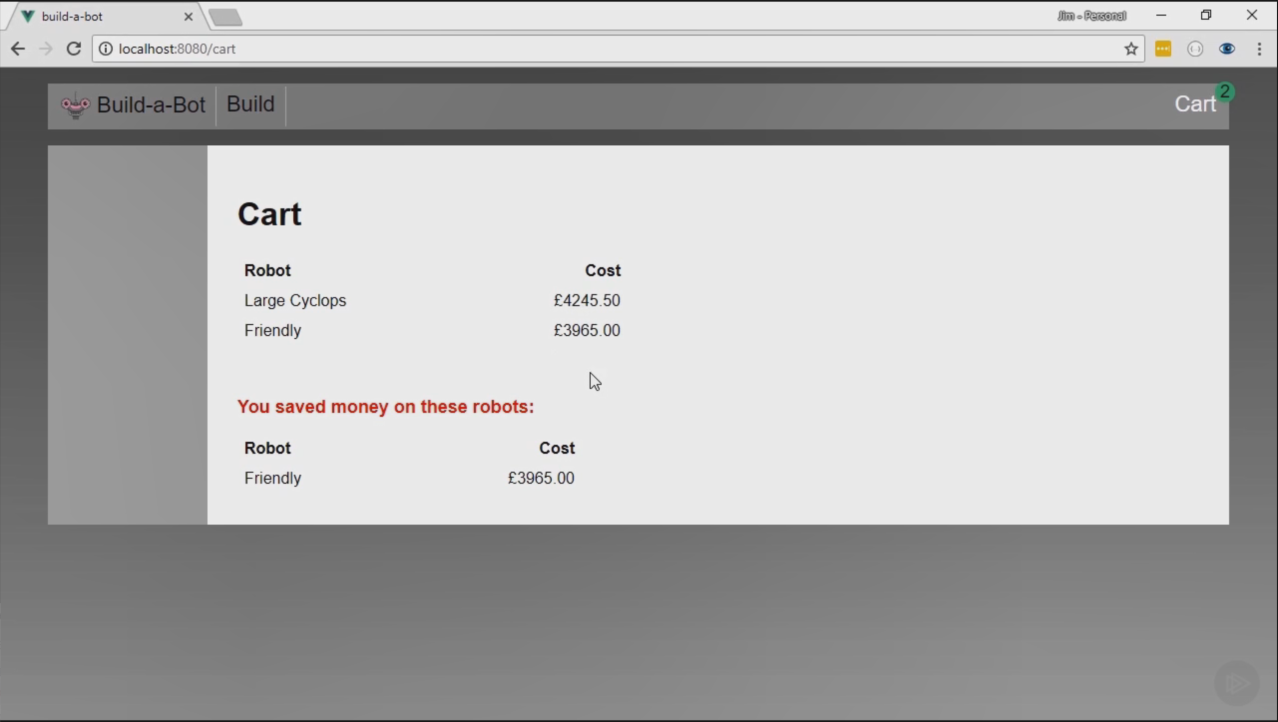 build-a-bot
Jim - Personal
localhost:8080/cart
Build-a-Bot Build Cart 2
Cart
Robot Cost
Large Cyclops £4245.50
Friendly £3965.00
You saved money on these robots:
Robot Cost
Friendly £3965.00